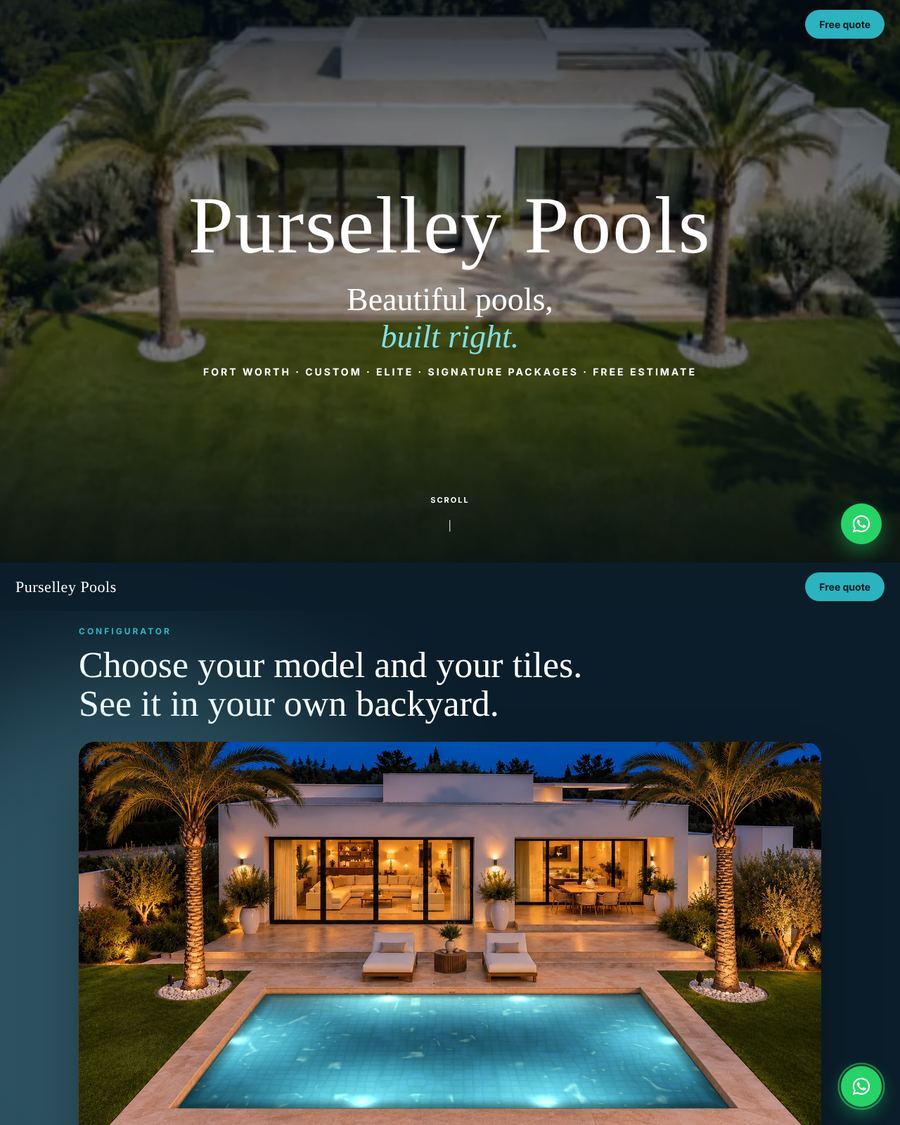 Free quote
Purselley Pools
Beautiful pools,
built right.
FORT WORTH · CUSTOM · ELITE · SIGNATURE PACKAGES · FREE ESTIMATE
SCROLL
Purselley Pools
Free quote
CONFIGURATOR
Choose your model and your tiles.
See it in your own backyard.